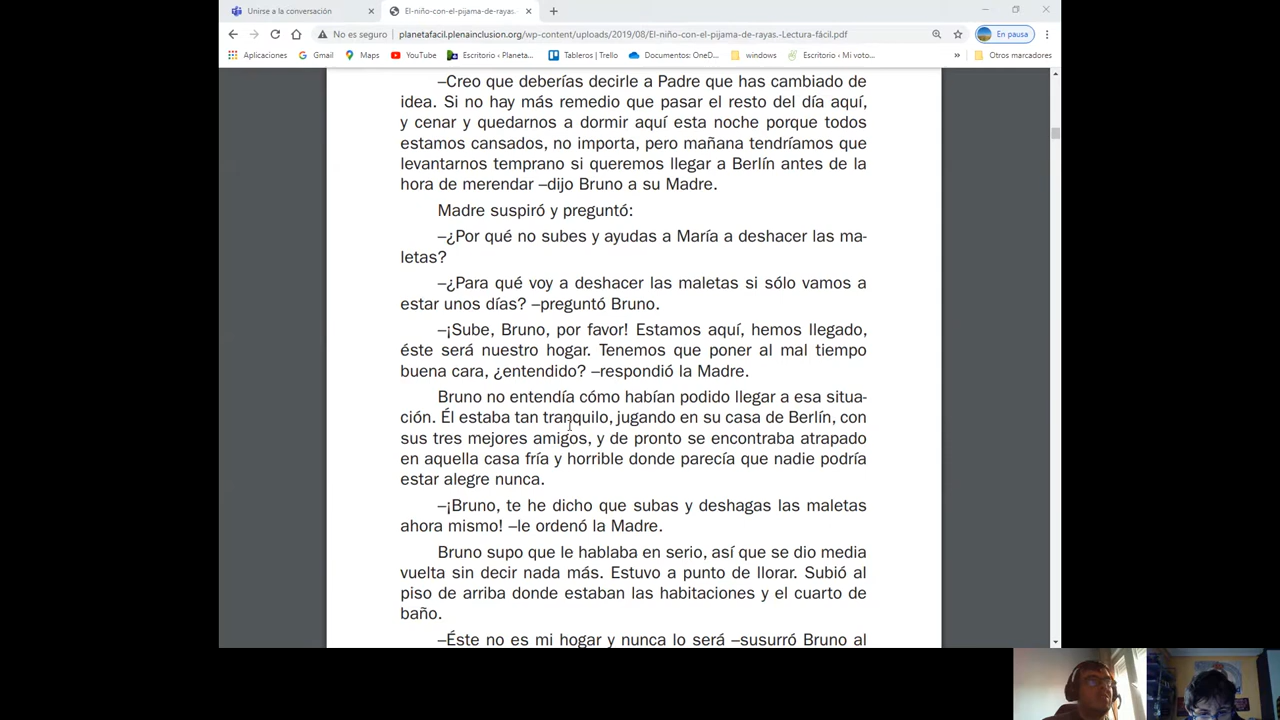 Unirse a la conversación
El-niño-con-el-pijama-de-rayas.
No es seguro
planetafacil.plenainclusion.org/wp-content/uploads/2019/08/El-niño-con-el-pijama-de-rayas.-Lectura-fácil.pdf
En pausa
Aplicaciones
Gmail
Maps
YouTube
Escritorio ‹ Planeta...
Tableros | Trello
Documentos: OneD...
windows
Escritorio ‹ Mi voto...
»
Otros marcadores
–Creo que deberías decirle a Padre que has cambiado de
idea. Si no hay más remedio que pasar el resto del día aquí,
y cenar y quedarnos a dormir aquí esta noche porque todos
estamos cansados, no importa, pero mañana tendríamos que
levantarnos temprano si queremos llegar a Berlín antes de la
hora de merendar –dijo Bruno a su Madre.
Madre suspiró y preguntó:
–¿Por qué no subes y ayudas a María a deshacer las ma-
letas?
–¿Para qué voy a deshacer las maletas si sólo vamos a
estar unos días? –preguntó Bruno.
–¡Sube, Bruno, por favor! Estamos aquí, hemos llegado,
éste será nuestro hogar. Tenemos que poner al mal tiempo
buena cara, ¿entendido? –respondió la Madre.
Bruno no entendía cómo habían podido llegar a esa situa-
ción. Él estaba tan tranquilo, jugando en su casa de Berlín, con
sus tres mejores amigos, y de pronto se encontraba atrapado
en aquella casa fría y horrible donde parecía que nadie podría
estar alegre nunca.
–¡Bruno, te he dicho que subas y deshagas las maletas
ahora mismo! –le ordenó la Madre.
Bruno supo que le hablaba en serio, así que se dio media
vuelta sin decir nada más. Estuvo a punto de llorar. Subió al
piso de arriba donde estaban las habitaciones y el cuarto de
baño.
–Éste no es mi hogar y nunca lo será –susurró Bruno al